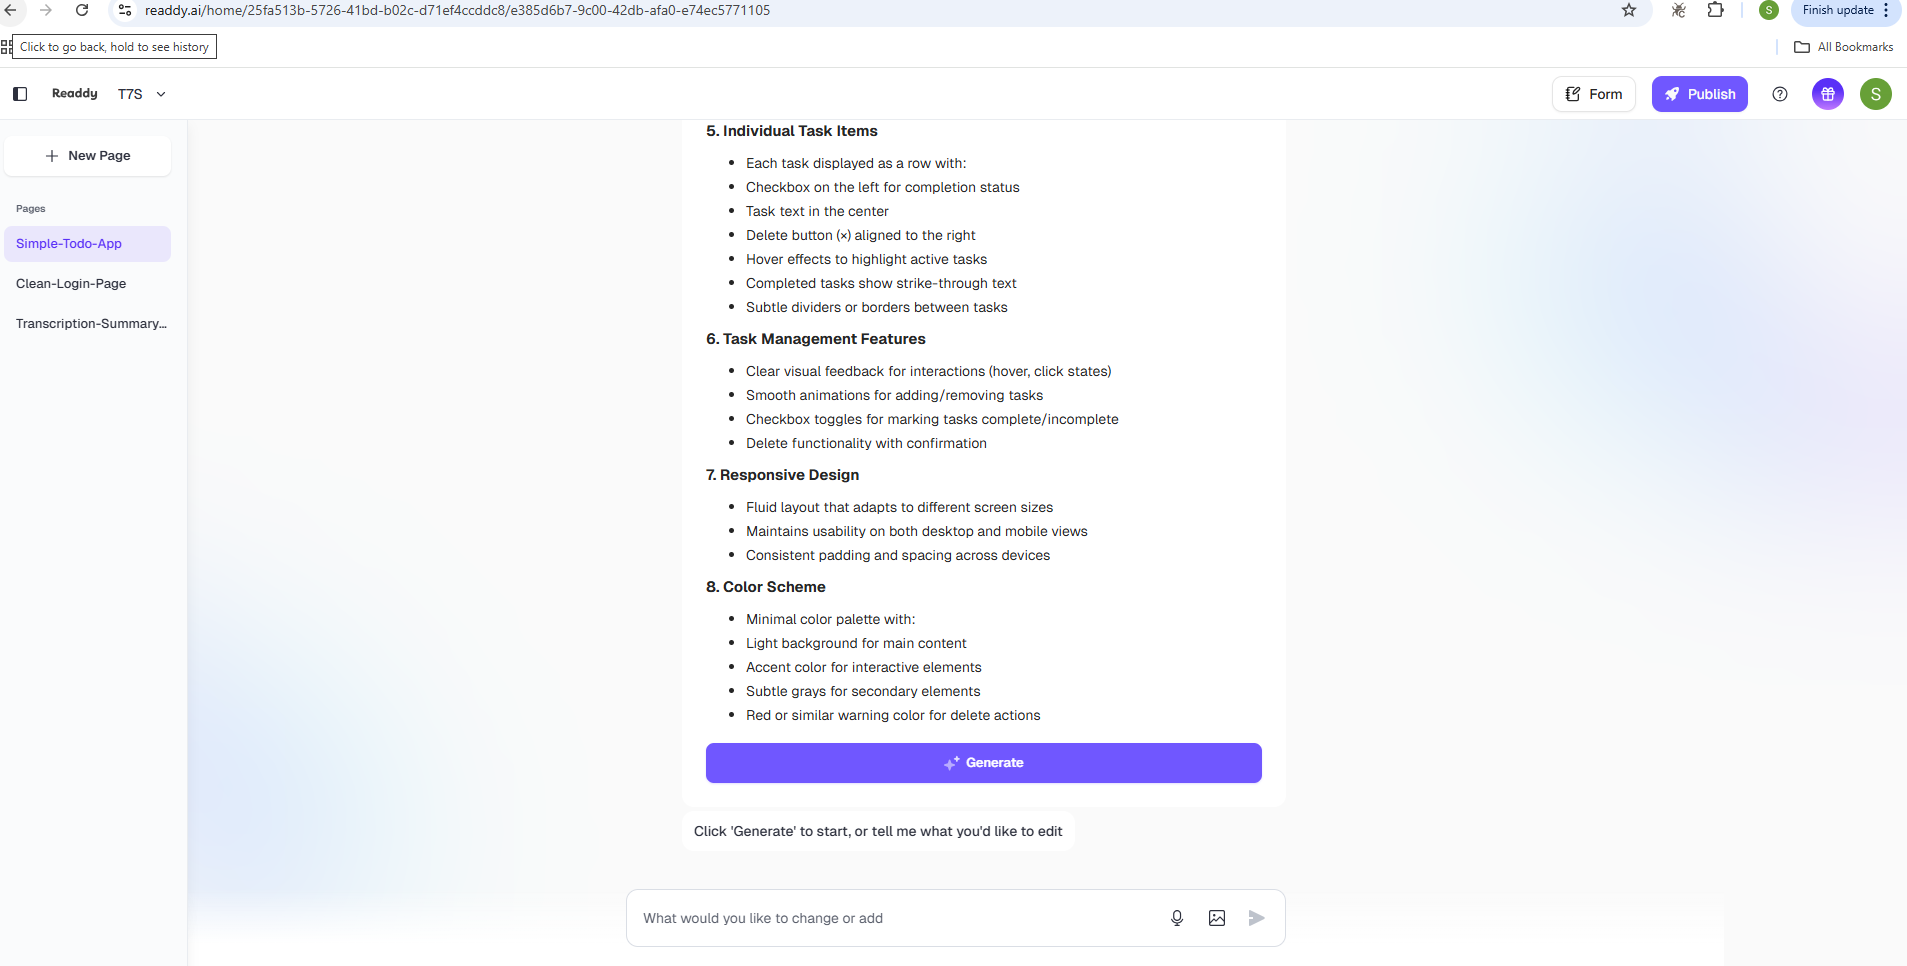 readdy.ai/home/25fa513b-5726-41bd-b02c-d71ef4ccddc8/e385d6b7-9c00-42db-afa0-e74ec5771105
S
Finish update
Click to go back, hold to see history
All Bookmarks
Readdy
T7S
Form
Publish
S
New Page
Pages
Simple-Todo-App
Clean-Login-Page
Transcription-Summary...
5. Individual Task Items
• Each task displayed as a row with:
• Checkbox on the left for completion status
• Task text in the center
• Delete button (×) aligned to the right
• Hover effects to highlight active tasks
• Completed tasks show strike-through text
• Subtle dividers or borders between tasks
6. Task Management Features
• Clear visual feedback for interactions (hover, click states)
• Smooth animations for adding/removing tasks
• Checkbox toggles for marking tasks complete/incomplete
• Delete functionality with confirmation
7. Responsive Design
• Fluid layout that adapts to different screen sizes
• Maintains usability on both desktop and mobile views
• Consistent padding and spacing across devices
8. Color Scheme
• Minimal color palette with:
• Light background for main content
• Accent color for interactive elements
• Subtle grays for secondary elements
• Red or similar warning color for delete actions
Generate
Click 'Generate' to start, or tell me what you'd like to edit
What would you like to change or add